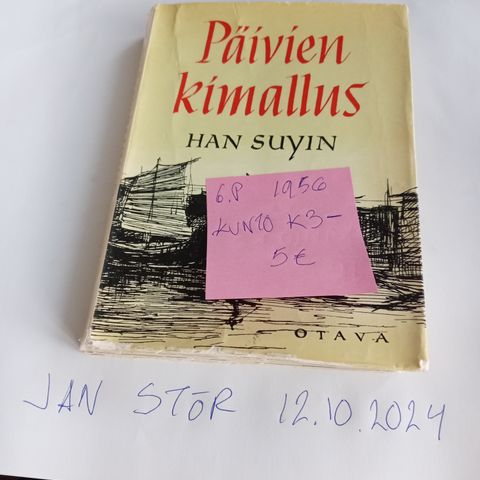 Päivien
kimallus
HAN SUYIN
6.P 1956
KUNTO K3-
5€
OTAVA
JAN STÖR 12.10.2024